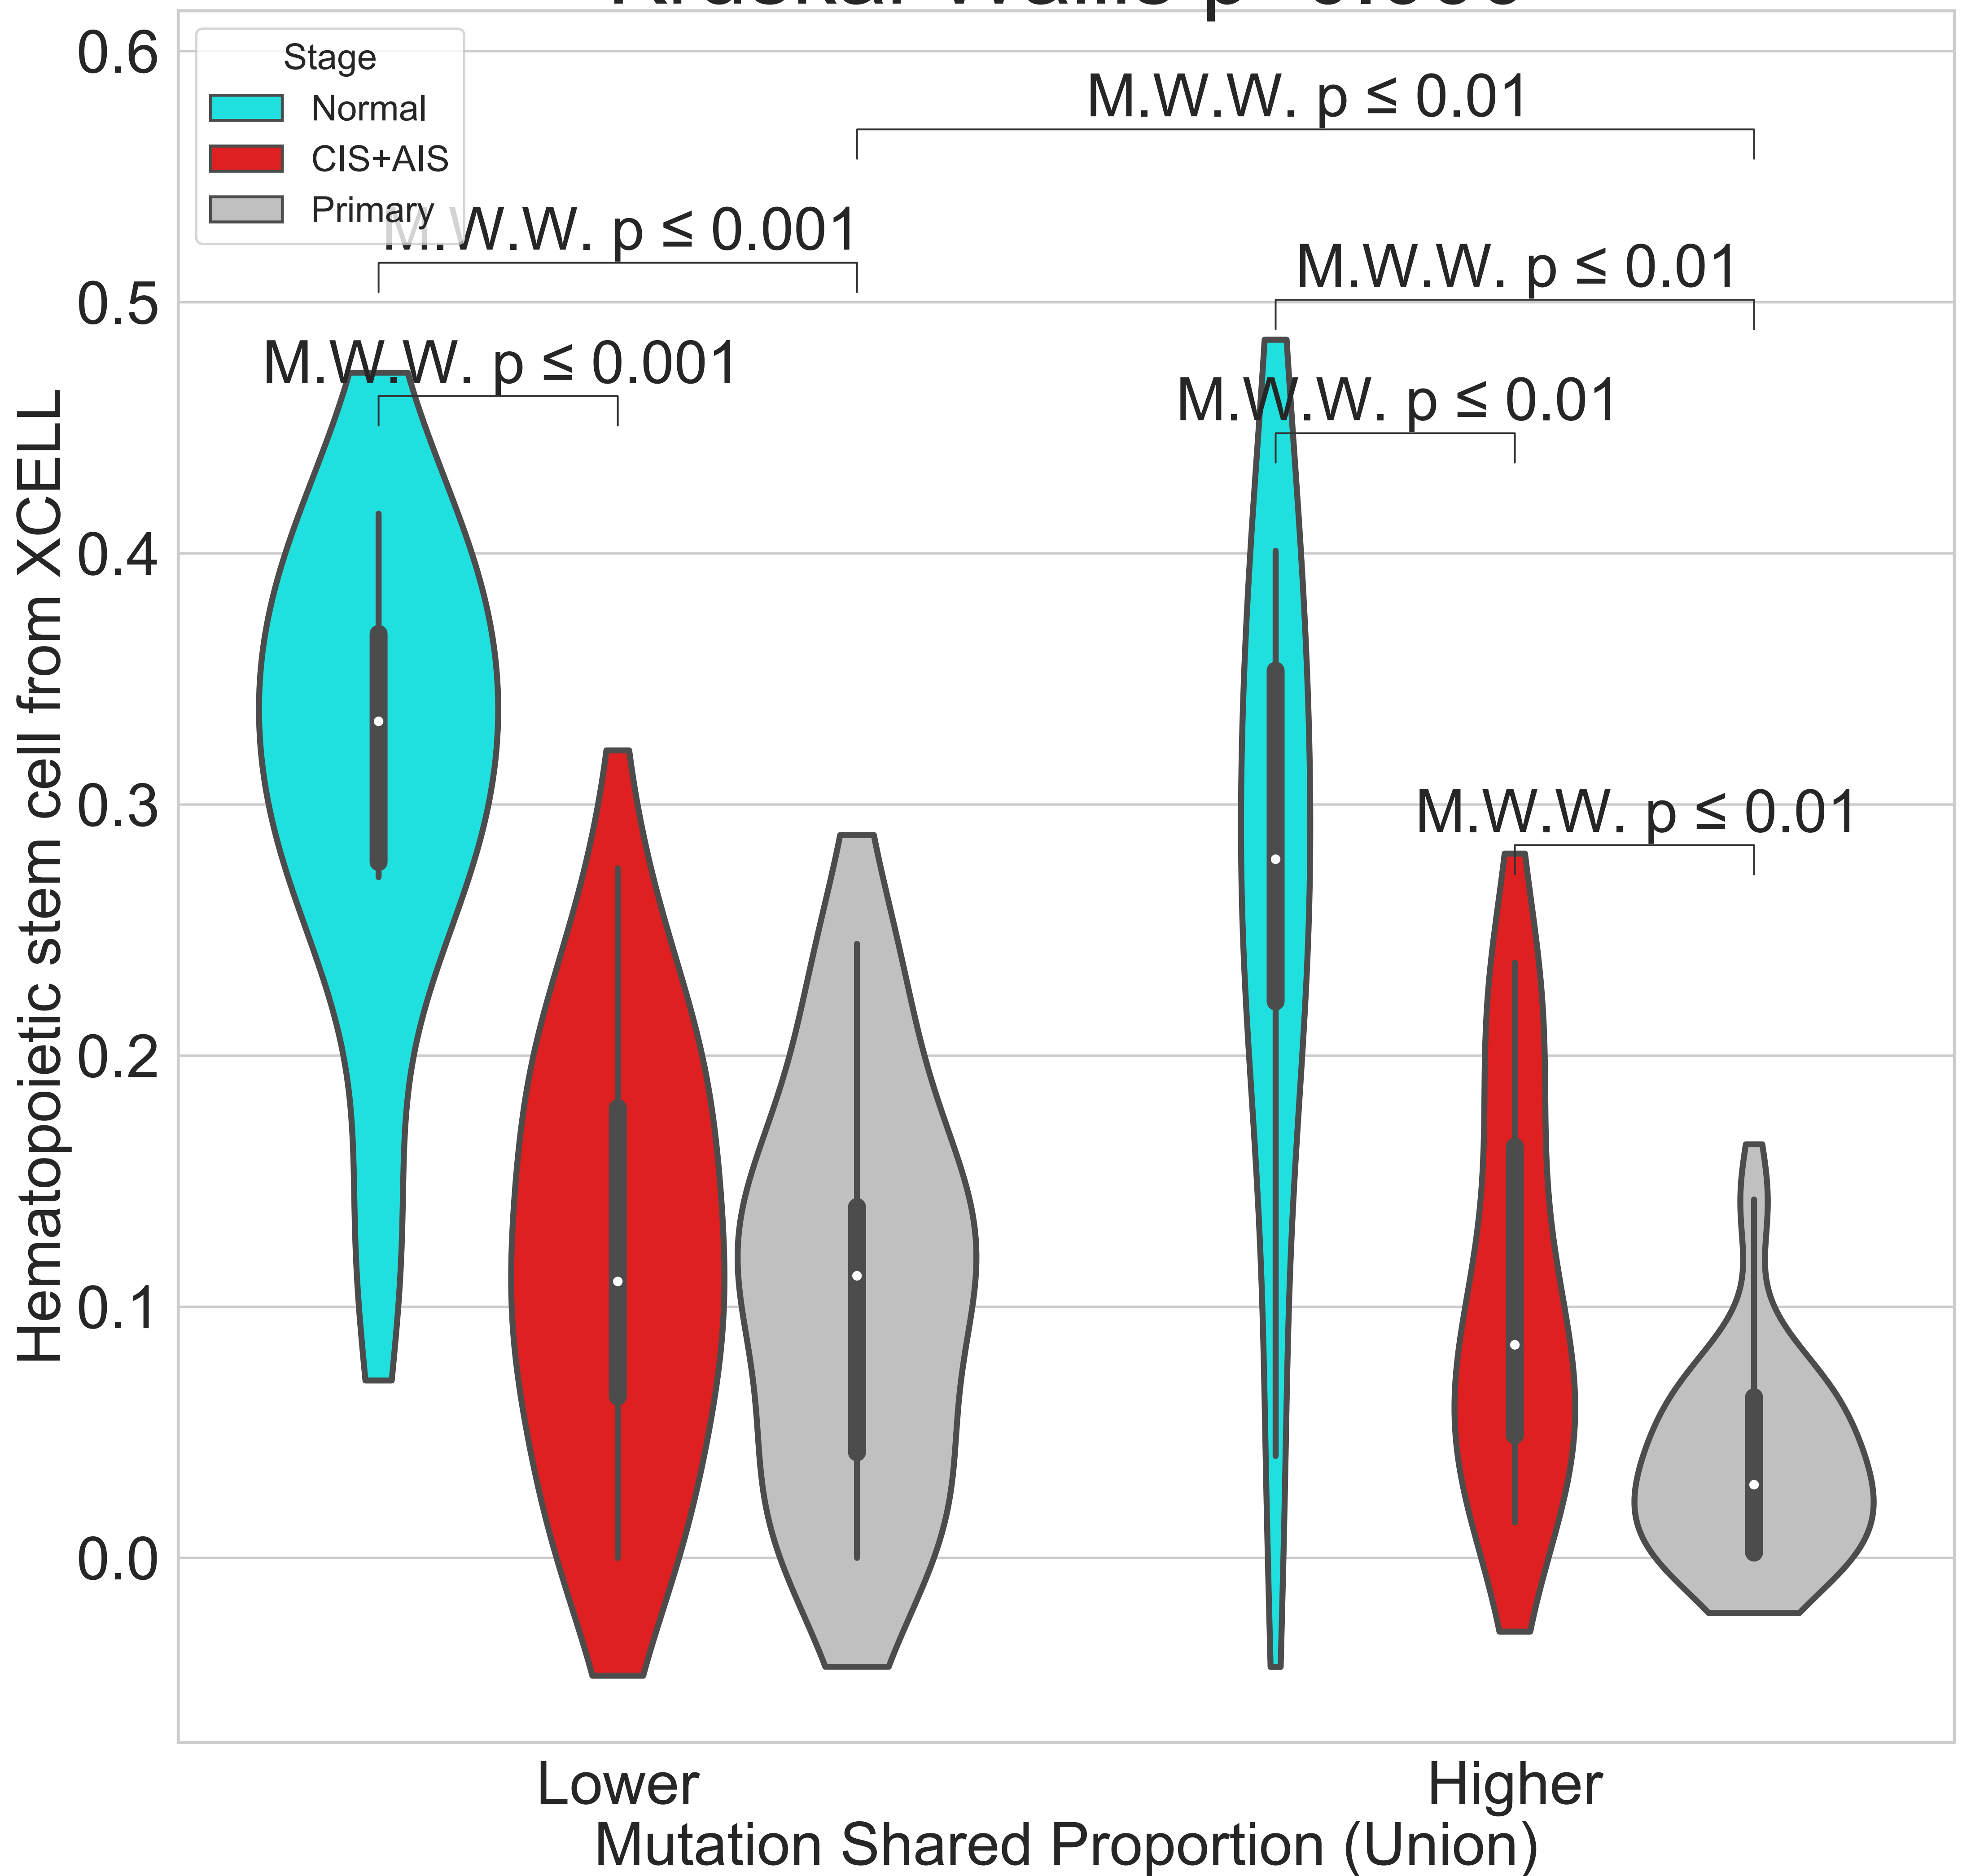 Stage
Normal
CIS+AIS
Primary
M.W.W. p ≤ 0.01
M.W.W. p ≤ 0.001
M.W.W. p ≤ 0.01
M.W.W. p ≤ 0.001
M.W.W. p ≤ 0.01
M.W.W. p ≤ 0.01
Hematopoietic stem cell from XCELL
0.6
0.5
0.4
0.3
0.2
0.1
0.0
Lower
Higher
Mutation Shared Proportion (Union)